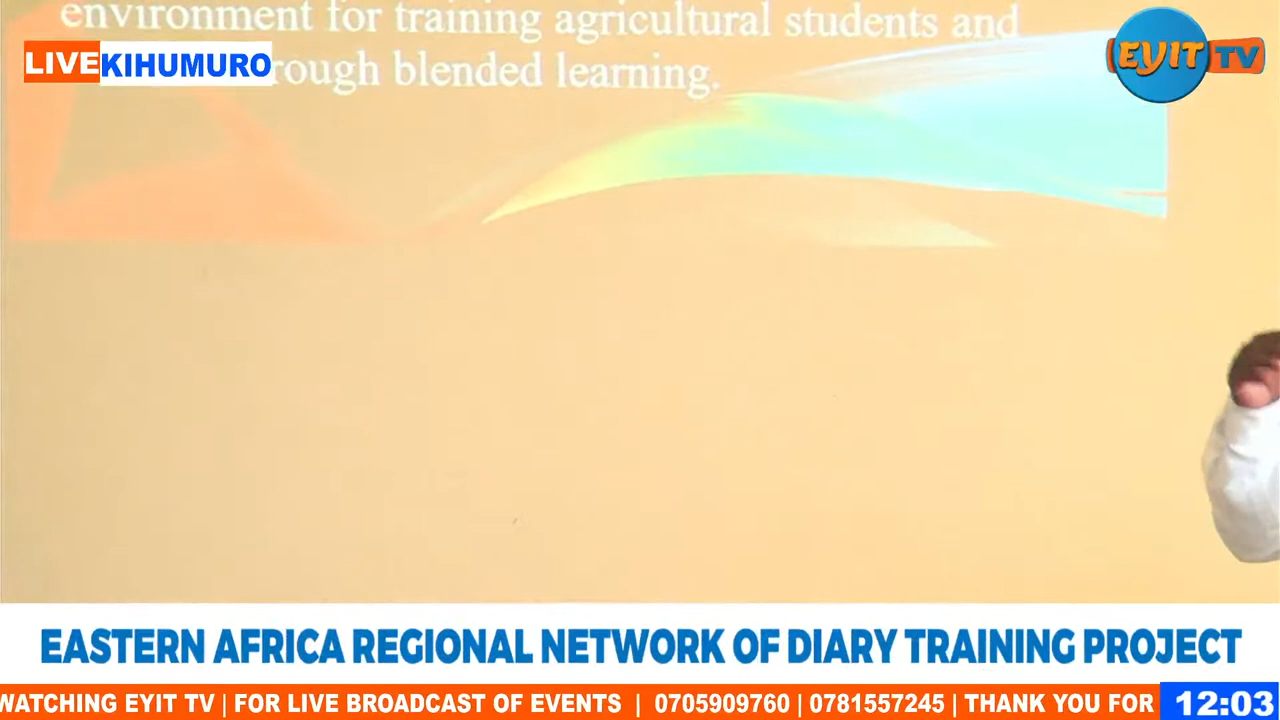 environment for training agricultural students and
LIVE KIHUMURO
rough blended learning.
EYIT TV
EASTERN AFRICA REGIONAL NETWORK OF DIARY TRAINING PROJECT
WATCHING EYIT TV | FOR LIVE BROADCAST OF EVENTS | 0705909760 | 0781557245 | THANK YOU FOR
12:03